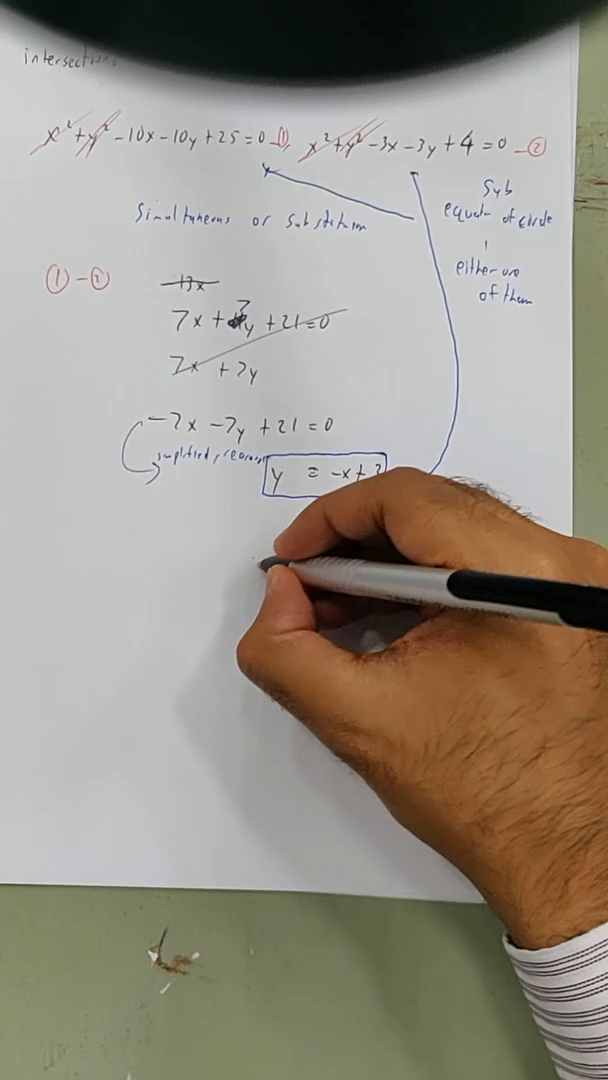 intersections
x² + y² - 10x - 10y + 25 = 0 - ①, x² + y² - 3x - 3y + 4 = 0 - ②
Simultaneous or Substitution
Sub
equation of circle
i
either one
of them
① - ②
13x
7x + 7y + 21 = 0
7x + 7y
-7x - 7y + 21 = 0
simplified,
y = -x + 3